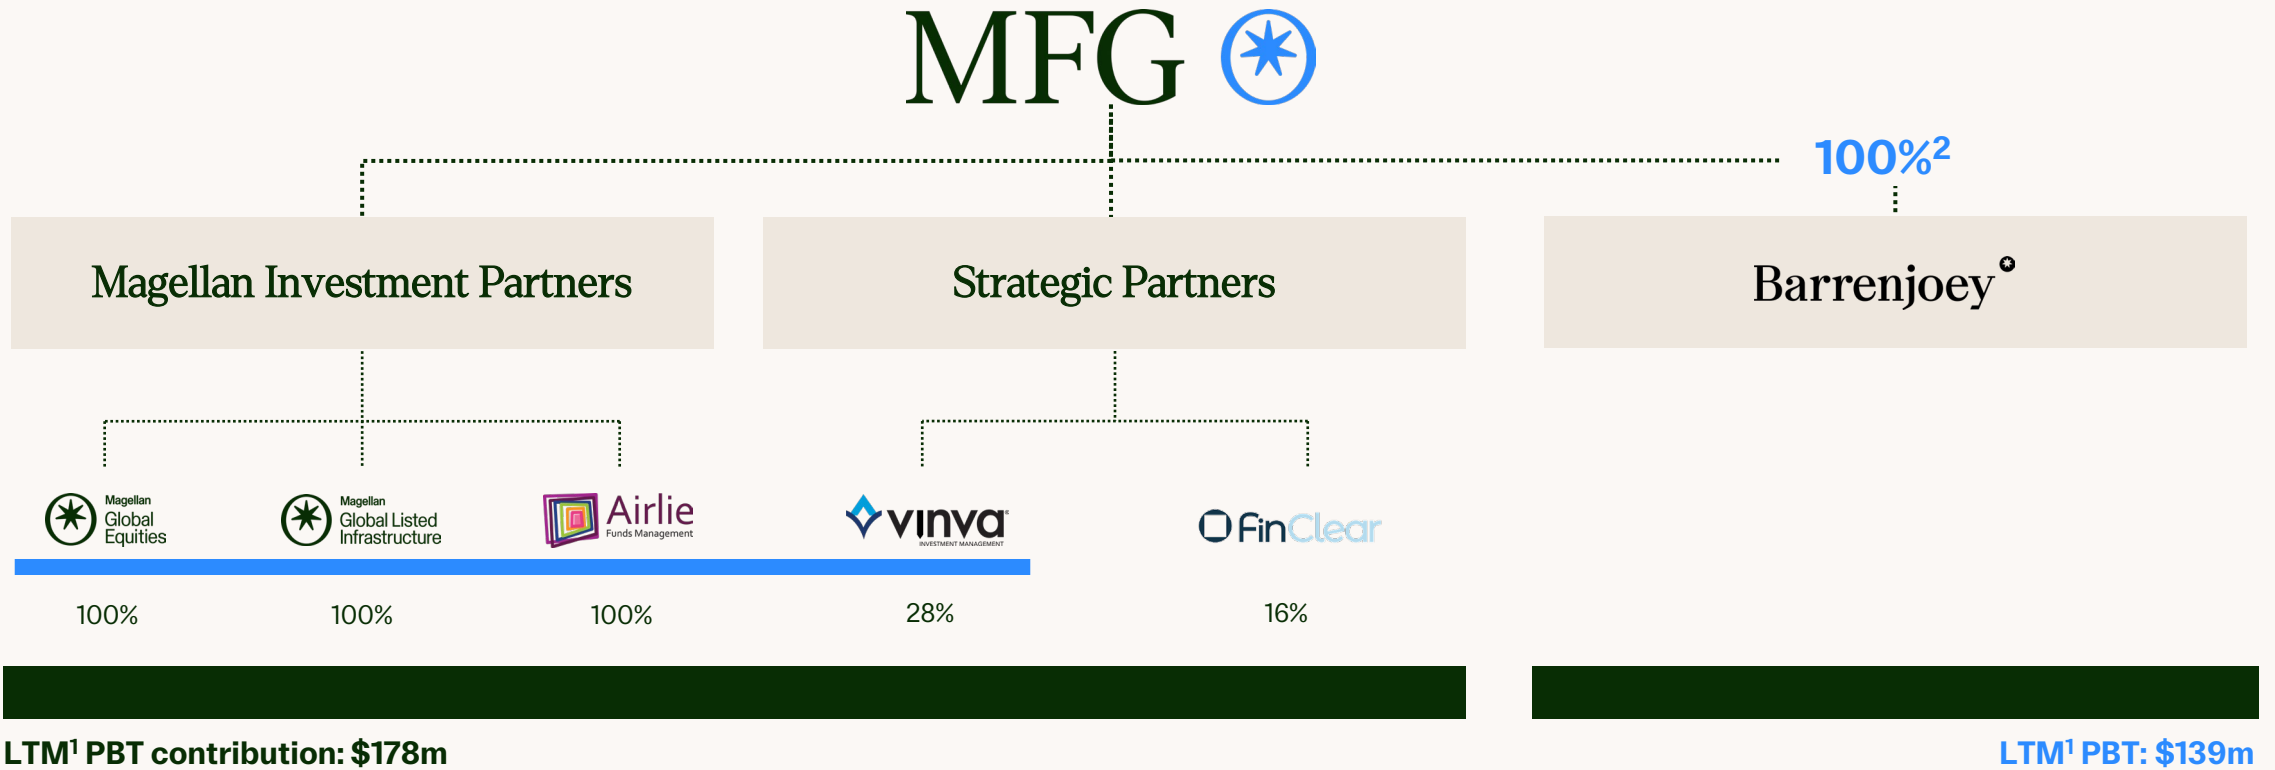 MFG
100%²
Magellan Investment Partners
Strategic Partners
Barrenjoey
Magellan
Global
Equities
Magellan
Global Listed
Infrastructure
Airlie
Funds Management
vinva
INVESTMENT MANAGEMENT
FinClear
100%
100%
100%
28%
16%
LTM¹ PBT contribution: $178m
LTM¹ PBT: $139m